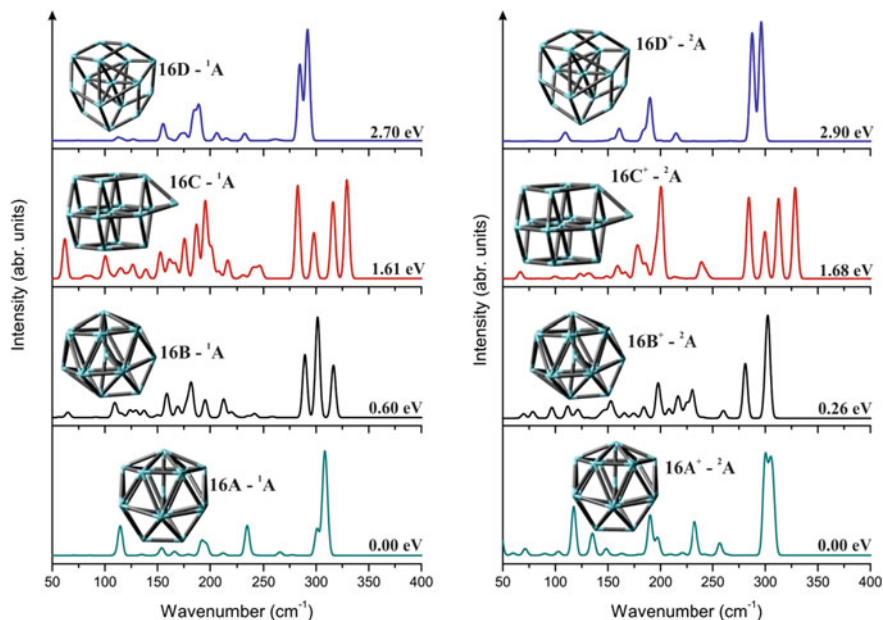 Intensity (abr. units)
16D - ¹A
2.70 eV
16C - ¹A
1.61 eV
16B - ¹A
0.60 eV
16A - ¹A
0.00 eV
50 100 150 200 250 300 350 400
Wavenumber (cm⁻¹)
Intensity (abr. units)
16D⁺ - ²A
2.90 eV
16C⁺ - ²A
1.68 eV
16B⁺ - ²A
0.26 eV
16A⁺ - ²A
0.00 eV
50 100 150 200 250 300 350 400
Wavenumber (cm⁻¹)